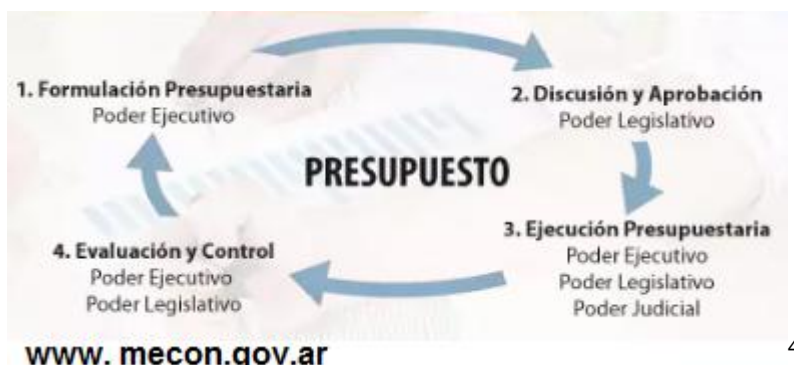 1. Formulación Presupuestaria
Poder Ejecutivo
2. Discusión y Aprobación
Poder Legislativo
PRESUPUESTO
3. Ejecución Presupuestaria
Poder Ejecutivo
Poder Legislativo
Poder Judicial
4. Evaluación y Control
Poder Ejecutivo
Poder Legislativo
www. mecon.gov.ar